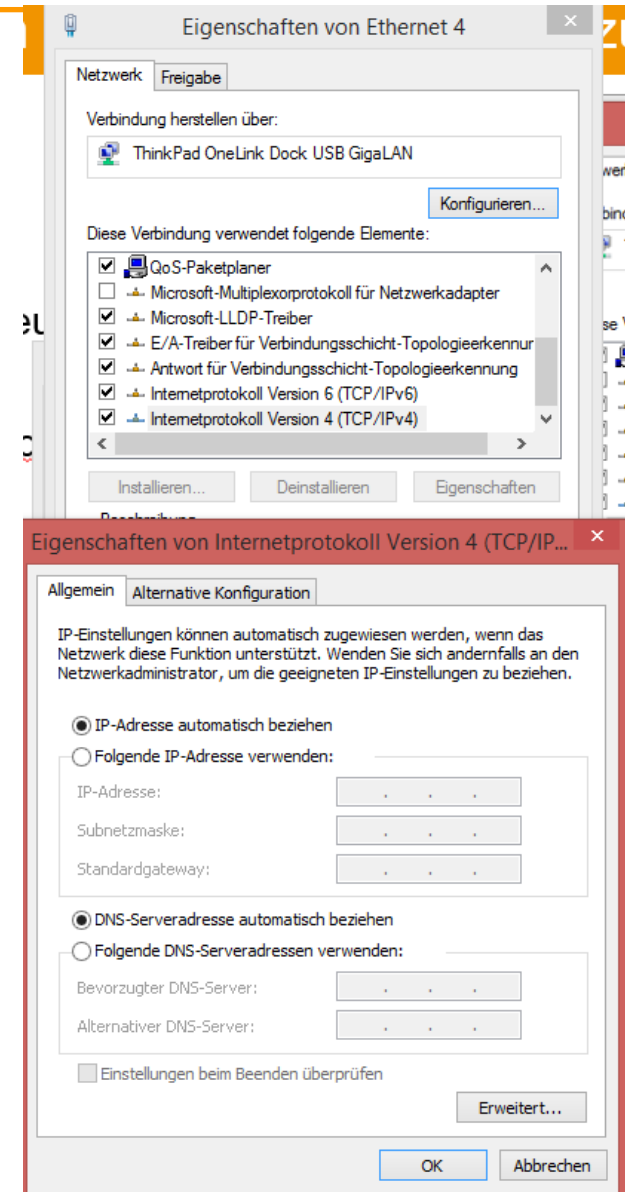 Eigenschaften von Ethernet 4
Netzwerk Freigabe
Verbindung herstellen über:
ThinkPad OneLink Dock USB GigaLAN
Konfigurieren...
Diese Verbindung verwendet folgende Elemente:
QoS-Paketplaner
Microsoft-Multiplexorprotokoll für Netzwerkadapter
Microsoft-LLDP-Treiber
E/A-Treiber für Verbindungsschicht-Topologieerkennur
Antwort für Verbindungsschicht-Topologieerkennung
Internetprotokoll Version 6 (TCP/IPv6)
Internetprotokoll Version 4 (TCP/IPv4)
Installieren... Deinstallieren Eigenschaften
Eigenschaften von Internetprotokoll Version 4 (TCP/IP...
Allgemein Alternative Konfiguration
IP-Einstellungen können automatisch zugewiesen werden, wenn das
Netzwerk diese Funktion unterstützt. Wenden Sie sich andernfalls an den
Netzwerkadministrator, um die geeigneten IP-Einstellungen zu beziehen.
IP-Adresse automatisch beziehen
Folgende IP-Adresse verwenden:
IP-Adresse:
Subnetzmaske:
Standardgateway:
DNS-Serveradresse automatisch beziehen
Folgende DNS-Serveradressen verwenden:
Bevorzugter DNS-Server:
Alternativer DNS-Server:
Einstellungen beim Beenden überprüfen
Erweitert...
OK Abbrechen